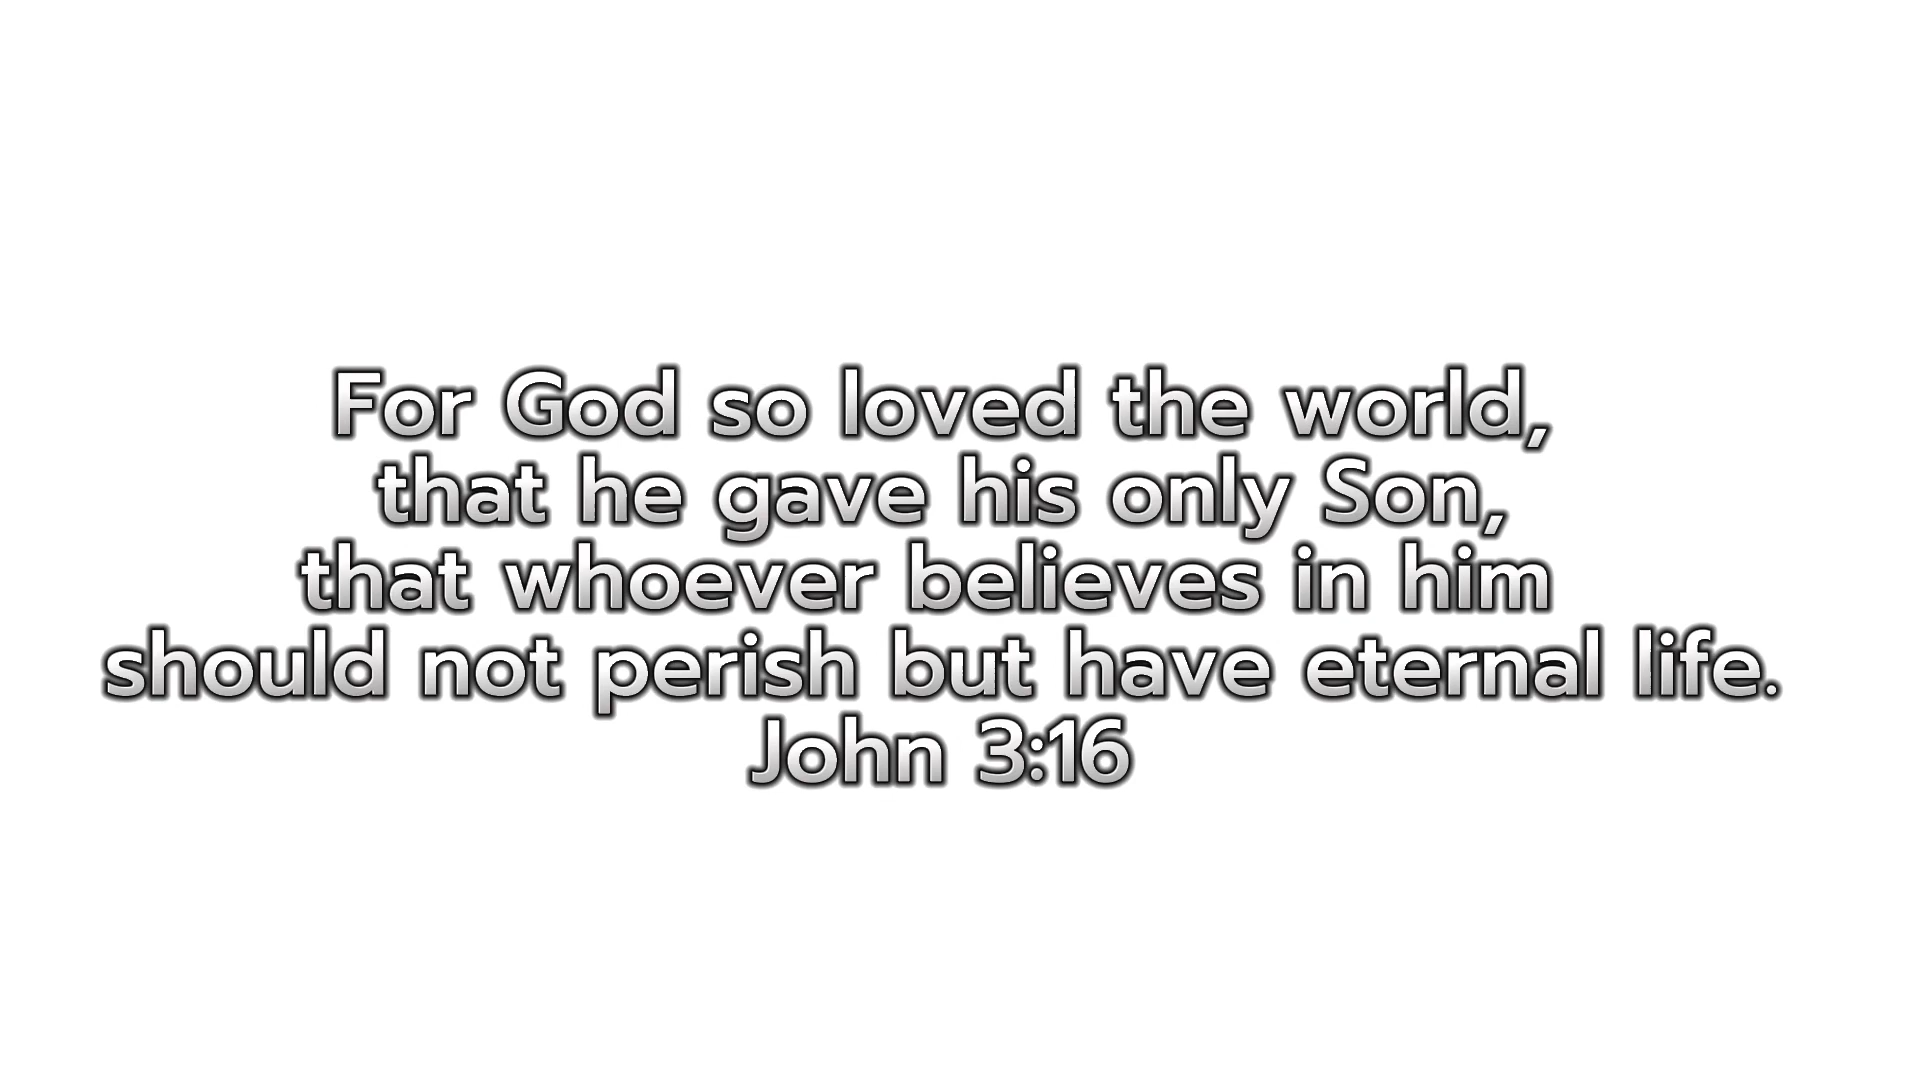 For God so loved the world,
that he gave his only Son,
that whoever believes in him
should not perish but have eternal life.
John 3:16